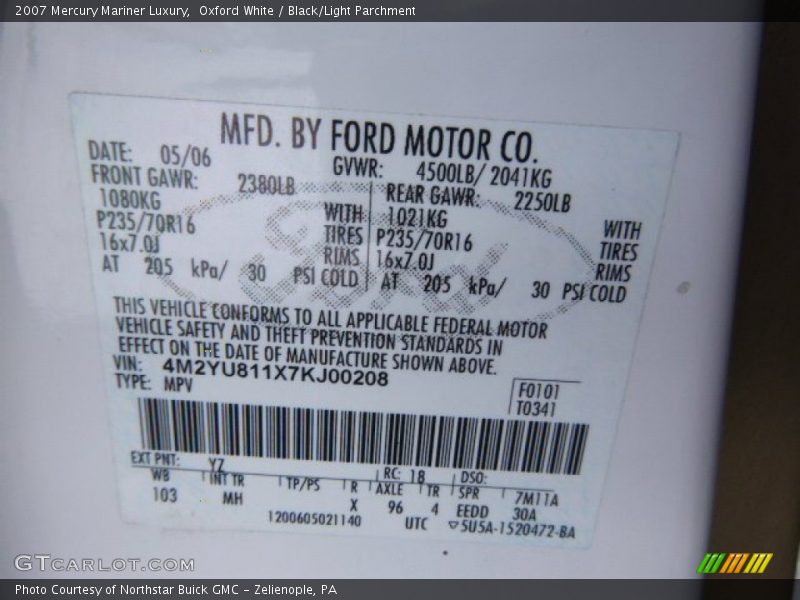 2007 Mercury Mariner Luxury, Oxford White / Black/Light Parchment
MFD. BY FORD MOTOR CO.
DATE: 05/06 GVWR: 4500LB/ 2041KG
FRONT GAWR: 2380LB REAR GAWR: 2250LB
1080KG WITH 1021KG WITH
P235/70R16 TIRES P235/70R16 TIRES
16x7.0J RIMS 16x7.0J RIMS
AT 205 kPa/ 30 PSI COLD AT 205 kPa/ 30 PSI COLD
Ford
THIS VEHICLE CONFORMS TO ALL APPLICABLE FEDERAL MOTOR
VEHICLE SAFETY AND THEFT PREVENTION STANDARDS IN
EFFECT ON THE DATE OF MANUFACTURE SHOWN ABOVE.
VIN: 4M2YU811X7KJ00208
TYPE: MPV
F0101
T0341
EXT PNT: YZ RC: 18 DSO:
WB INT TR TP/PS R AXLE TR SPR 7M11A
103 MH X 96 4 EEDD 30A
1200605021140 UTC ▽5U5A-1520472-BA
GTCARLOT.COM
Photo Courtesy of Northstar Buick GMC - Zelienople, PA